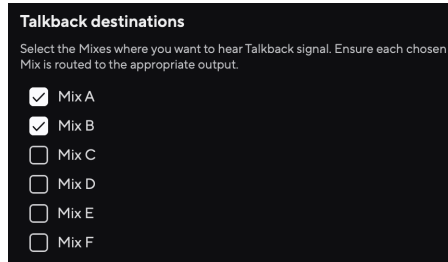 Talkback destinations
Select the Mixes where you want to hear Talkback signal. Ensure each chosen
Mix is routed to the appropriate output.
Mix A
Mix B
Mix C
Mix D
Mix E
Mix F